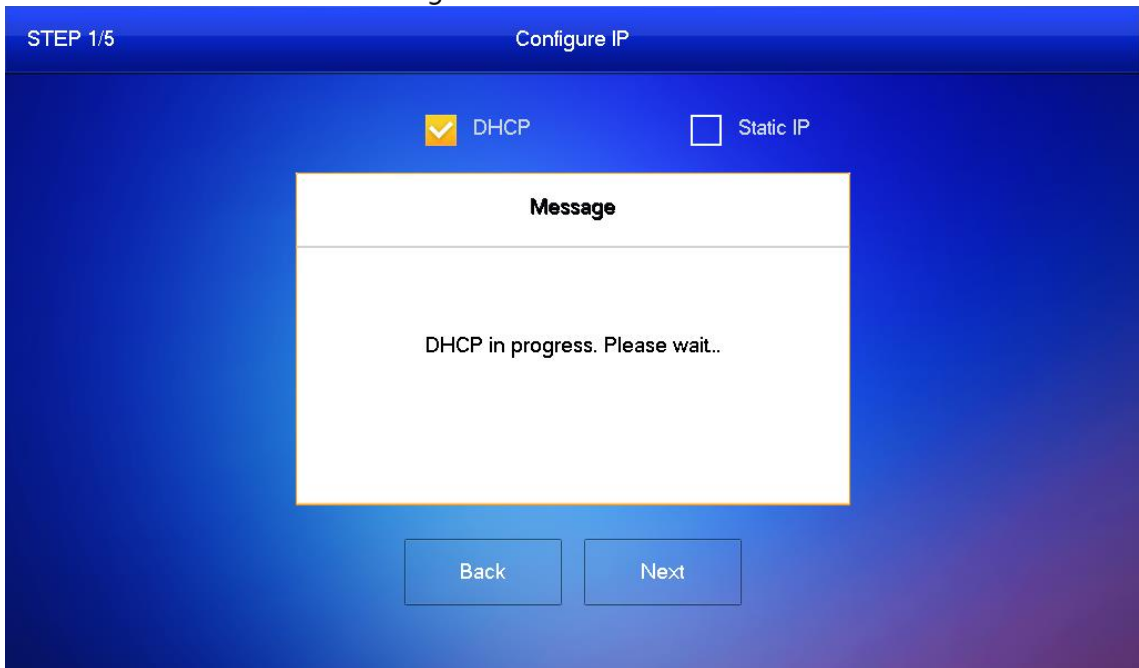 STEP 1/5 Configure IP
DHCP Static IP
Message
DHCP in progress. Please wait..
Back Next